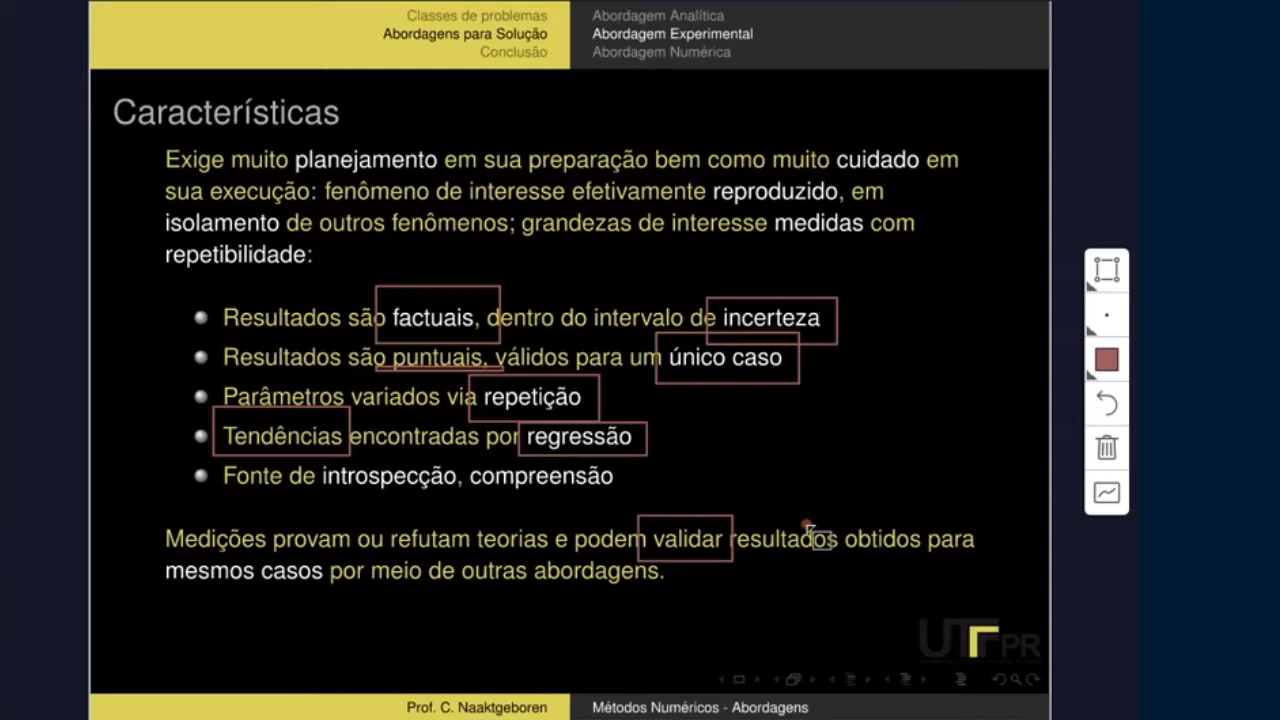 Classes de problemas
Abordagens para Solução
Conclusão
Abordagem Analítica
Abordagem Experimental
Abordagem Numérica
Características
Exige muito planejamento em sua preparação bem como muito cuidado em
sua execução: fenômeno de interesse efetivamente reproduzido, em
isolamento de outros fenômenos; grandezas de interesse medidas com
repetibilidade:
Resultados são factuais, dentro do intervalo de incerteza
Resultados são puntuais, válidos para um único caso
Parâmetros variados via repetição
Tendências encontradas por regressão
Fonte de introspecção, compreensão
Medições provam ou refutam teorias e podem validar resultados obtidos para
mesmos casos por meio de outras abordagens.
UTFPR
Prof. C. Naaktgeboren
Métodos Numéricos - Abordagens